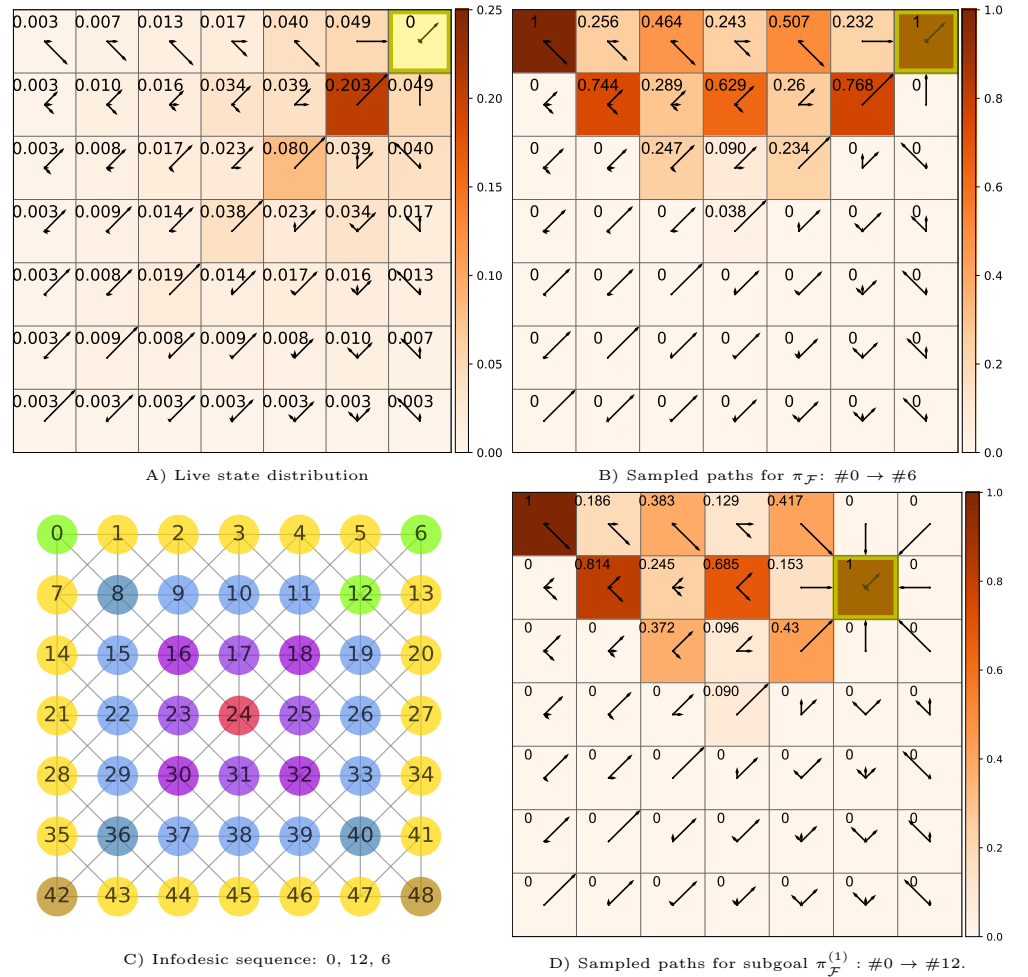 0.003 0.007 0.013 0.017 0.040 0.049 0 0.25
0.003 0.010 0.016 0.034 0.039 0.203 0.049 0.20
0.003 0.008 0.017 0.023 0.080 0.039 0.040 0.15
0.003 0.009 0.014 0.038 0.023 0.034 0.017 0.10
0.003 0.008 0.019 0.014 0.017 0.016 0.013
0.003 0.009 0.008 0.009 0.008 0.010 0.007 0.05
0.003 0.003 0.003 0.003 0.003 0.003 0.003 0.00
A) Live state distribution
1 0.256 0.464 0.243 0.507 0.232 1 1.0
0 0.744 0.289 0.629 0.26 0.768 0 0.8
0 0 0.247 0.090 0.234 0 0 0.6
0 0 0 0.038 0 0 0
0 0 0 0 0 0 0 0.4
0 0 0 0 0 0 0 0.2
0 0 0 0 0 0 0 0.0
B) Sampled paths for π_F: #0 → #6
0 1 2 3 4 5 6
7 8 9 10 11 12 13
14 15 16 17 18 19 20
21 22 23 24 25 26 27
28 29 30 31 32 33 34
35 36 37 38 39 40 41
42 43 44 45 46 47 48
C) Infodesic sequence: 0, 12, 6
1 0.186 0.383 0.129 0.417 0 0 1.0
0 0.814 0.245 0.685 0.153 1 0 0.8
0 0 0.372 0.096 0.43 0 0 0.6
0 0 0 0.090 0 0 0
0 0 0 0 0 0 0 0.4
0 0 0 0 0 0 0 0.2
0 0 0 0 0 0 0 0.0
D) Sampled paths for subgoal π_F^(1) : #0 → #12.